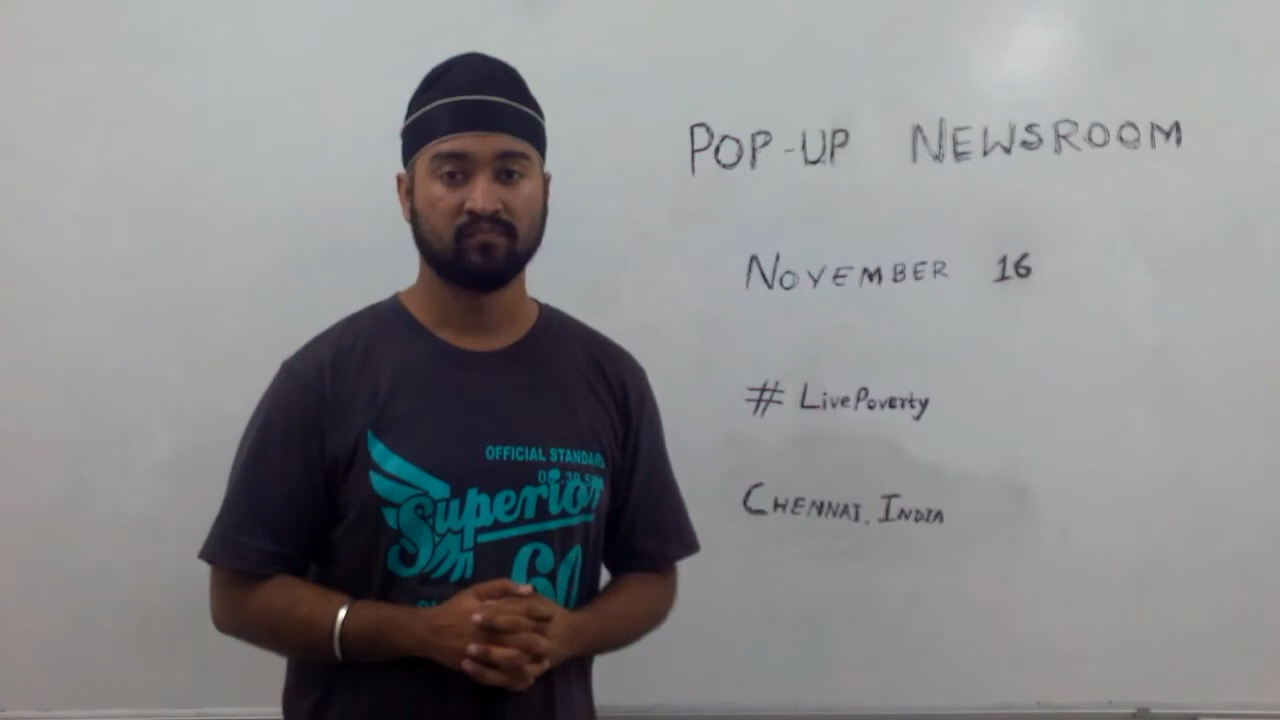 POP-UP NEWSROOM
NOVEMBER 16
# LivePoverty
CHENNAI, INDIA
OFFICIAL STANDARD
Superior
60